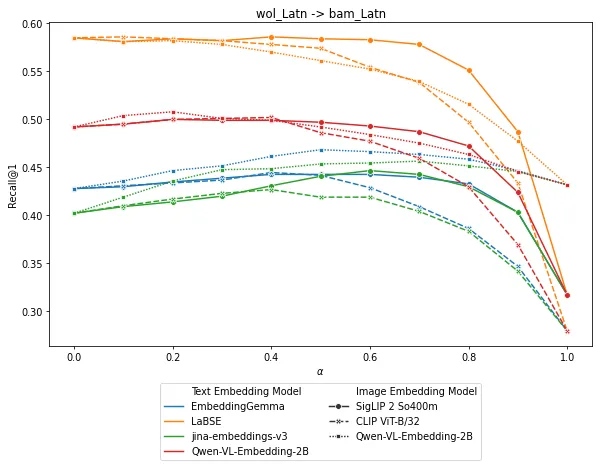 wol_Latn -> bam_Latn
Recall@1
0.60
0.55
0.50
0.45
0.40
0.35
0.30
0.0 0.2 0.4 0.6 0.8 1.0
α
Text Embedding Model Image Embedding Model
EmbeddingGemma SigLIP 2 So400m
LaBSE CLIP ViT-B/32
jina-embeddings-v3 Qwen-VL-Embedding-2B
Qwen-VL-Embedding-2B